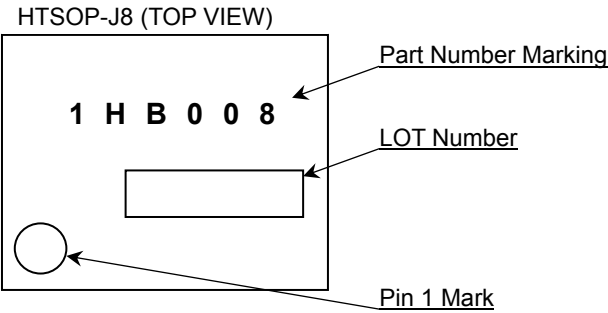 HTSOP-J8 (TOP VIEW)
Part Number Marking
1 H B 0 0 8
LOT Number
Pin 1 Mark